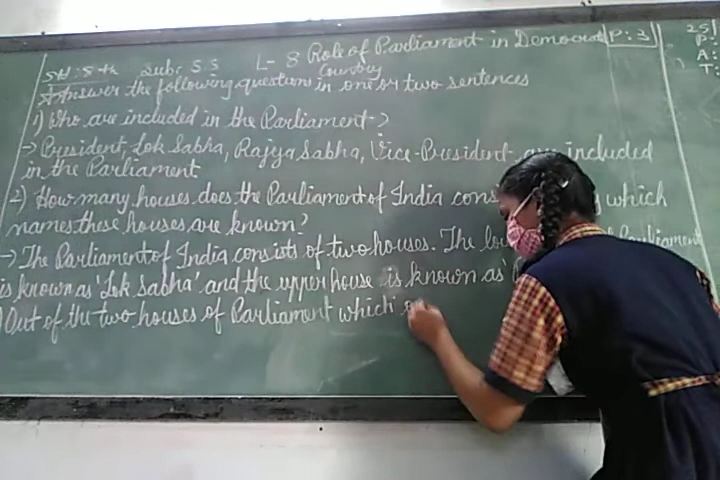 Std: 8th Sub: S.S L-8 Role of Parliament in Democrat P:3
Country
Answer the following questions in one or two sentences
1) Who are included in the Parliament?
→ President, Lok Sabha, Rajya Sabha, Vice-President are included
in the Parliament
2) How many houses does the Parliament of India cons which
names these houses are known?
→ The Parliament of India consists of two houses. The lo Parliament
is known as 'Lok sabha' and the upper house is known as
Out of the two houses of Parliament which
25
P:
A:
T: